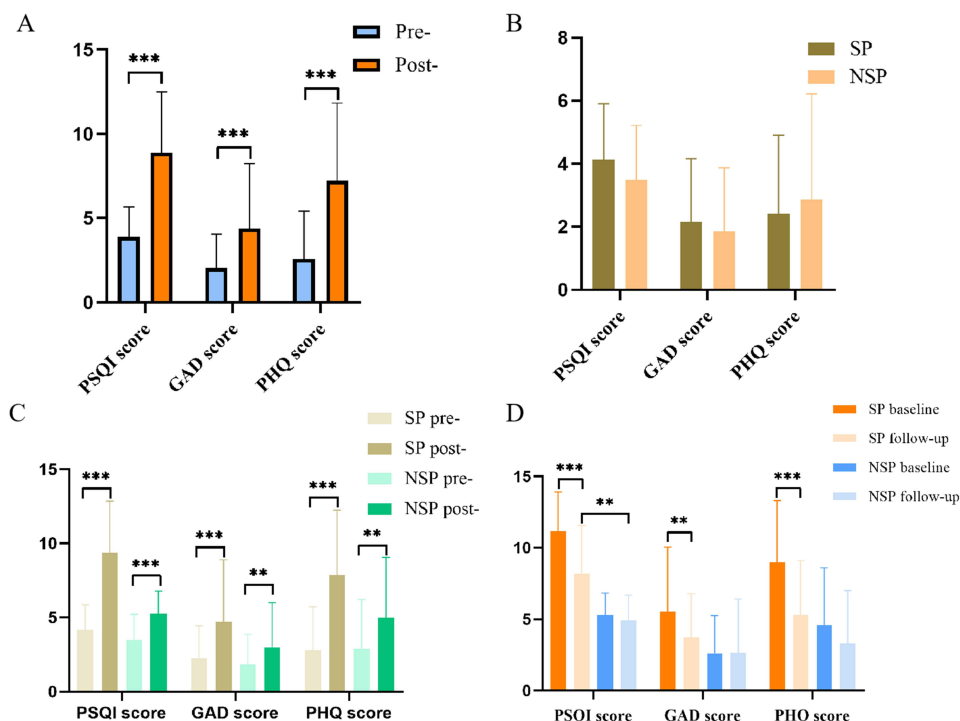 A
Pre-
Post-
***
***
***
15
10
5
0
PSQI score
GAD score
PHQ score
B
SP
NSP
8
6
4
2
0
PSQI score
GAD score
PHQ score
C
SP pre-
SP post-
NSP pre-
NSP post-
***
***
***
***
**
**
15
10
5
0
PSQI score
GAD score
PHQ score
D
SP baseline
SP follow-up
NSP baseline
NSP follow-up
***
**
**
***
15
10
5
0
PSQI score
GAD score
PHQ score